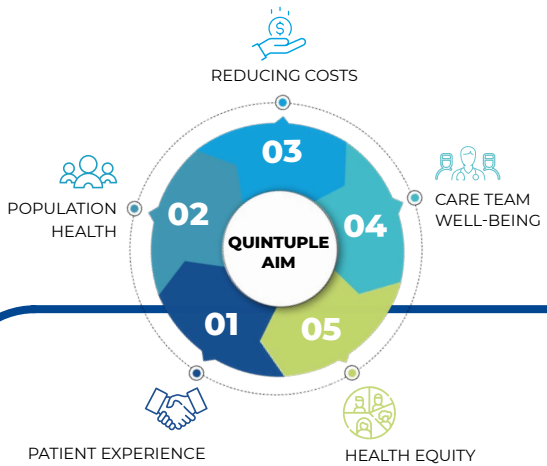 REDUCING COSTS
03
POPULATION
HEALTH
02
QUINTUPLE
AIM
04
CARE TEAM
WELL-BEING
01
05
PATIENT EXPERIENCE
HEALTH EQUITY